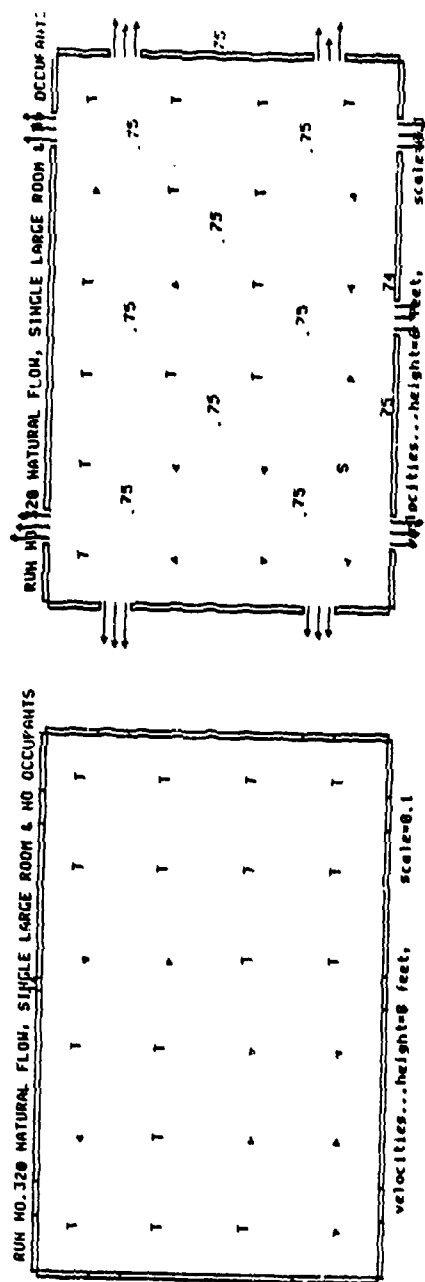 RUN NO.320 NATURAL FLOW, SINGLE LARGE ROOM & NO OCCUPANTS
velocities...height=8 feet, scale=0.1
RUN NO.320 NATURAL FLOW, SINGLE LARGE ROOM & OCCUPANTS
.75 .75 .75 .75
.75 .75
.75 .75 .75
S
75 74
velocities...height=6 feet,